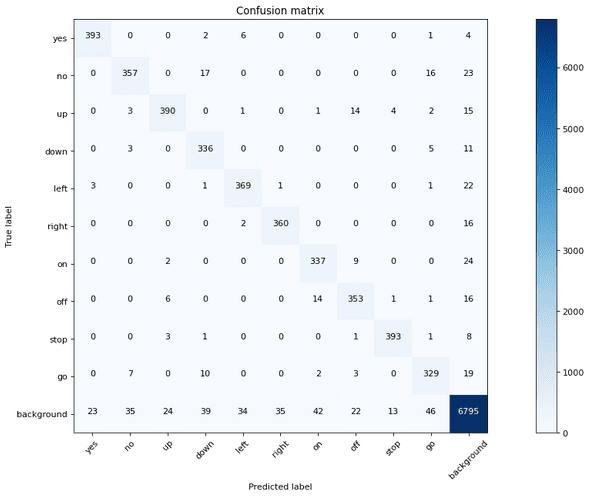 Confusion matrix
yes 393 0 0 2 6 0 0 0 0 1 4
no 0 357 0 17 0 0 0 0 0 16 23
up 0 3 390 0 1 0 1 14 4 2 15
down 0 3 0 336 0 0 0 0 0 5 11
left 3 0 0 1 369 1 0 0 0 1 22
right 0 0 0 0 2 360 0 0 0 0 16
on 0 0 2 0 0 0 337 9 0 0 24
off 0 0 6 0 0 0 14 353 1 1 16
stop 0 0 3 1 0 0 0 1 393 1 8
go 0 7 0 10 0 0 2 3 0 329 19
background 23 35 24 39 34 35 42 22 13 46 6795
yes no up down left right on off stop go background
True label
Predicted label
6000
5000
4000
3000
2000
1000
0